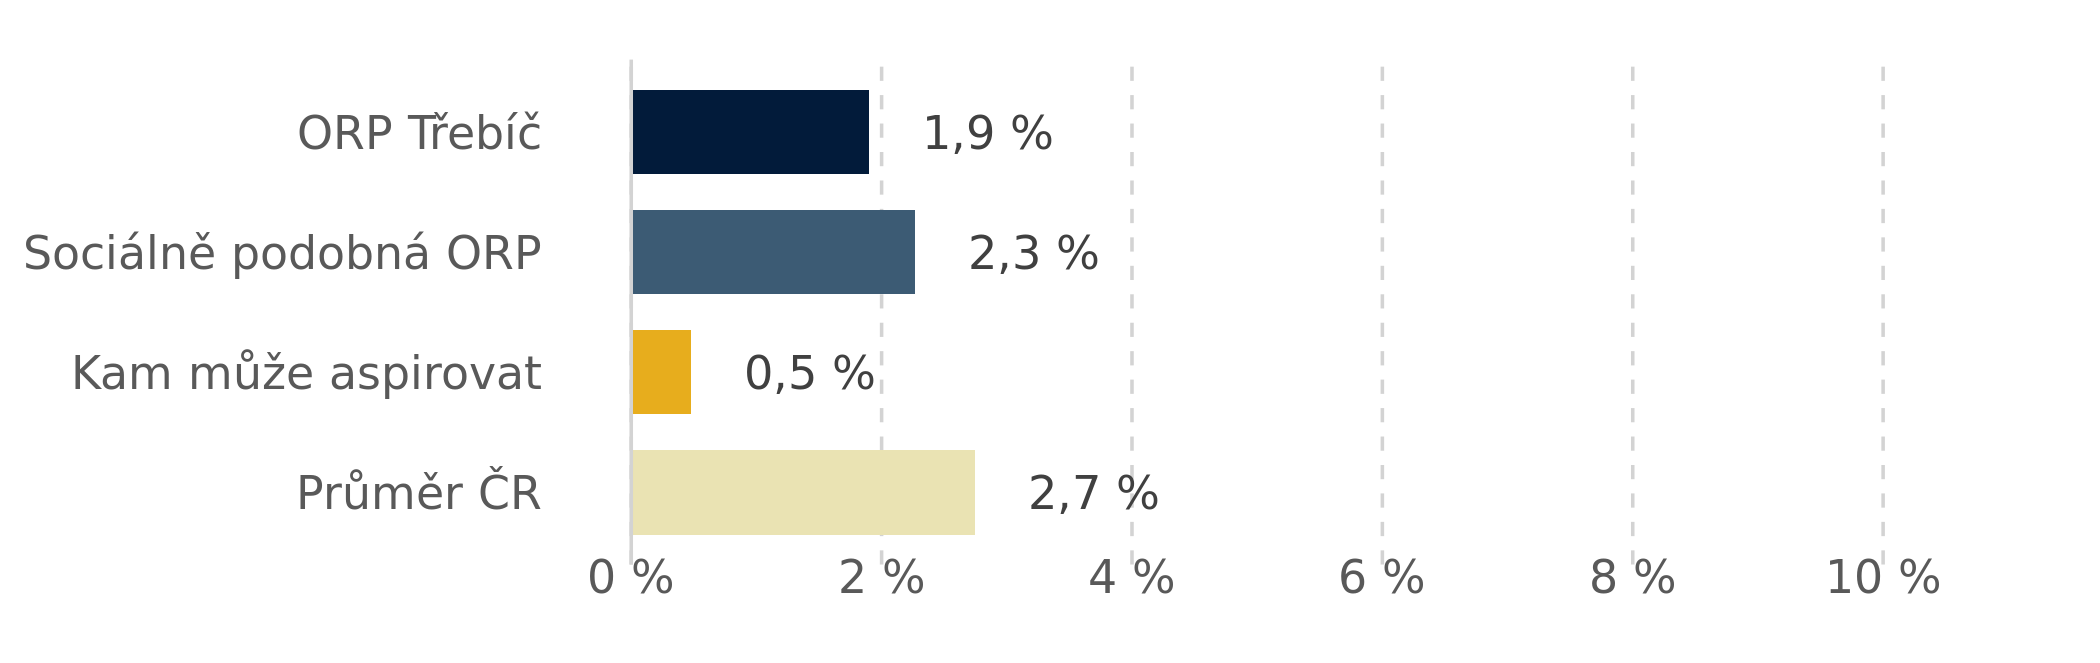 ORP Třebíč 1,9 %
Sociálně podobná ORP 2,3 %
Kam může aspirovat 0,5 %
Průměr ČR 2,7 %
0 % 2 % 4 % 6 % 8 % 10 %